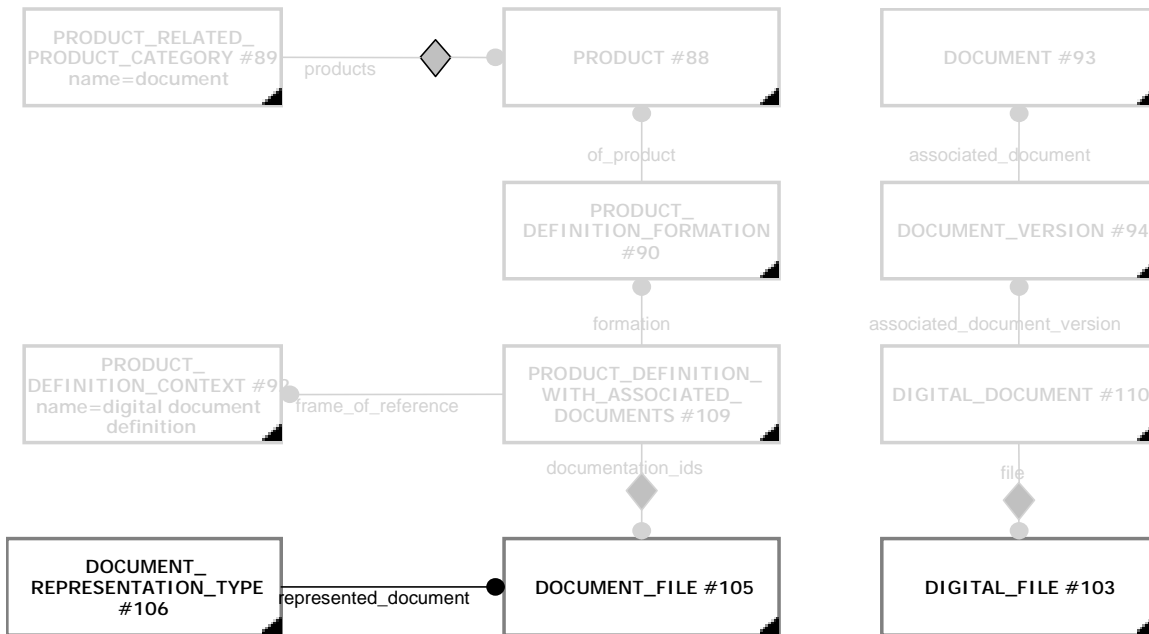 PRODUCT_RELATED_
PRODUCT_CATEGORY #89
name=document
products
PRODUCT #88
DOCUMENT #93
of_product
associated_document
PRODUCT_
DEFINITION_FORMATION
#90
DOCUMENT_VERSION #94
formation
associated_document_version
PRODUCT_
DEFINITION_CONTEXT #92
name=digital document
definition
frame_of_reference
PRODUCT_DEFINITION_
WITH_ASSOCIATED_
DOCUMENTS #109
DIGITAL_DOCUMENT #110
documentation_ids
file
DOCUMENT_
REPRESENTATION_TYPE
#106
represented_document
DOCUMENT_FILE #105
DIGITAL_FILE #103